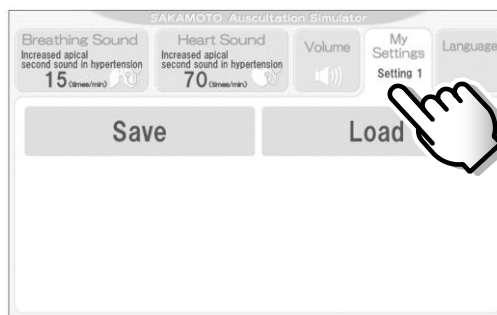 SAKAMOTO Auscultation Simulator
Breathing Sound
Increased apical
second sound in hypertension
15 (times/min)
Heart Sound
Increased apical
second sound in hypertension
70 (times/min)
Volume
My
Settings
Setting 1
Language
Save
Load